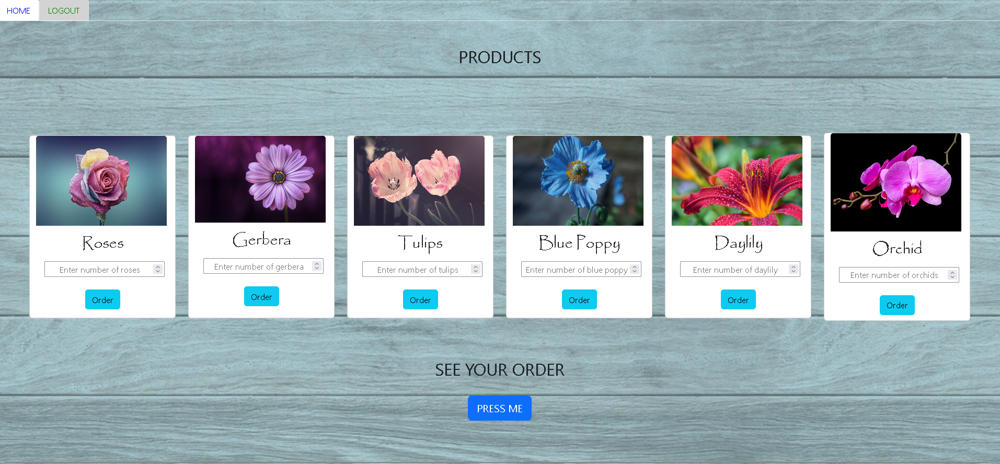 HOME LOGOUT
PRODUCTS
Roses
Enter number of roses
Order
Gerbera
Enter number of gerbera
Order
Tulips
Enter number of tulips
Order
Blue Poppy
Enter number of blue poppy
Order
Daylily
Enter number of daylily
Order
Orchid
Enter number of orchids
Order
SEE YOUR ORDER
PRESS ME